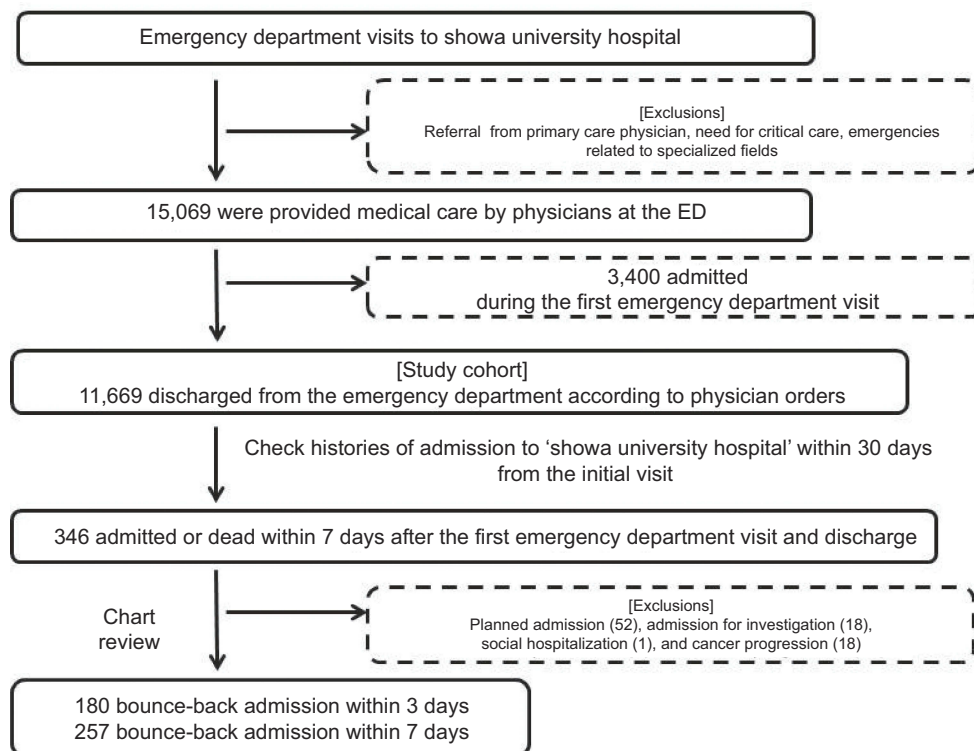 Emergency department visits to showa university hospital
[Exclusions]
Referral from primary care physician, need for critical care, emergencies
related to specialized fields
15,069 were provided medical care by physicians at the ED
3,400 admitted
during the first emergency department visit
[Study cohort]
11,669 discharged from the emergency department according to physician orders
Check histories of admission to ‘showa university hospital’ within 30 days
from the initial visit
346 admitted or dead within 7 days after the first emergency department visit and discharge
Chart
review
[Exclusions]
Planned admission (52), admission for investigation (18),
social hospitalization (1), and cancer progression (18)
180 bounce-back admission within 3 days
257 bounce-back admission within 7 days